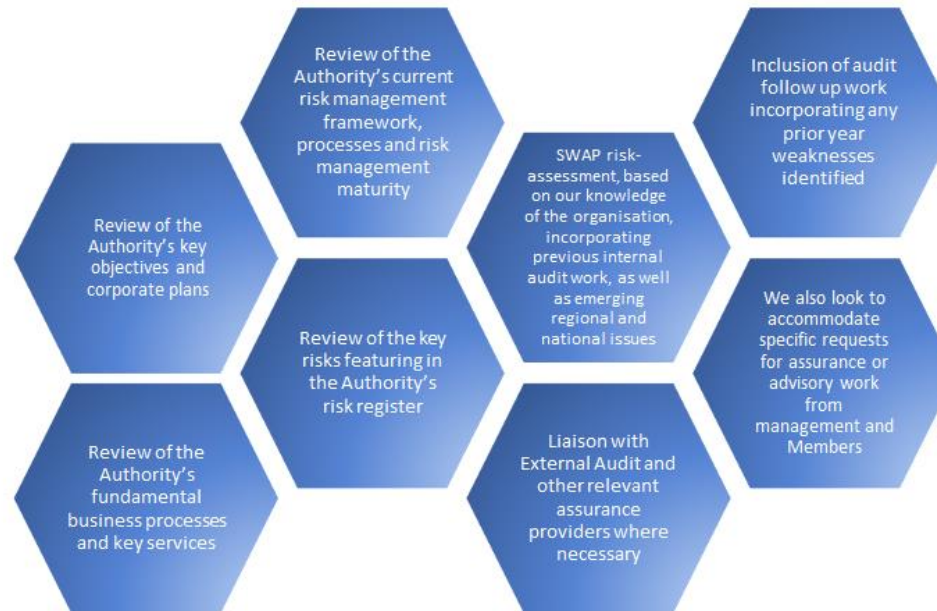 Review of the
Authority's current
risk management
framework,
processes and risk
management
maturity
Inclusion of audit
follow up work
incorporating any
prior year
weaknesses
identified
SWAP risk-
assessment, based
on our knowledge
of the organisation,
incorporating
previous internal
audit work, as well
as emerging
regional and
national issues
Review of the
Authority's key
objectives and
corporate plans
Review of the key
risks featuring in
the Authority's
risk register
We also look to
accommodate
specific requests
for assurance or
advisory work
from
management and
Members
Review of the
Authority's
fundamental
business processes
and key services
Liaison with
External Audit and
other relevant
assurance
providers where
necessary